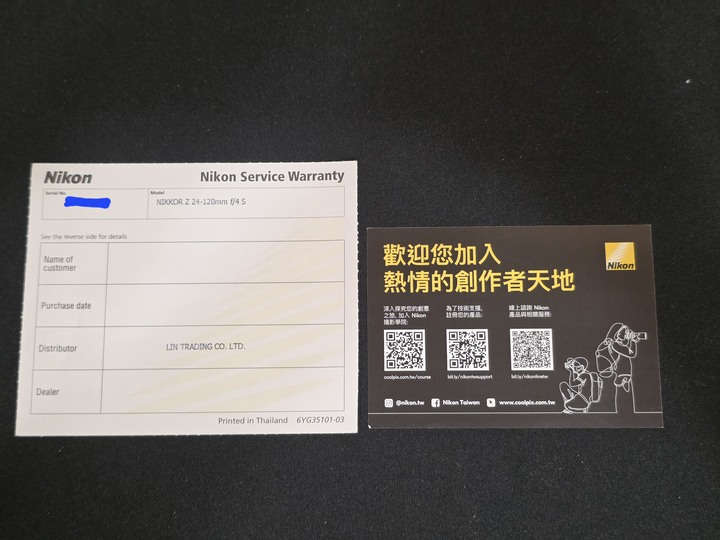 Nikon
Nikon Service Warranty
Serial No.
Model
NIKKOR Z 24-120mm f/4 S
See the reverse side for details
Name of
customer
Purchase date
Distributor
LIN TRADING CO. LTD.
Dealer
Printed in Thailand 6YG3S101-03
歡迎您加入
熱情的創作者天地
Nikon
深入探究您的創意
之旅, 加入 Nikon
攝影學院:
coolpix.com.tw/course
為了技術支援,
註冊您的產品:
bit.ly/nikontwsupport
線上諮詢 Nikon
產品與相關服務:
bit.ly/nikonlinetw
@nikon.tw
Nikon Taiwan
www.coolpix.com.tw